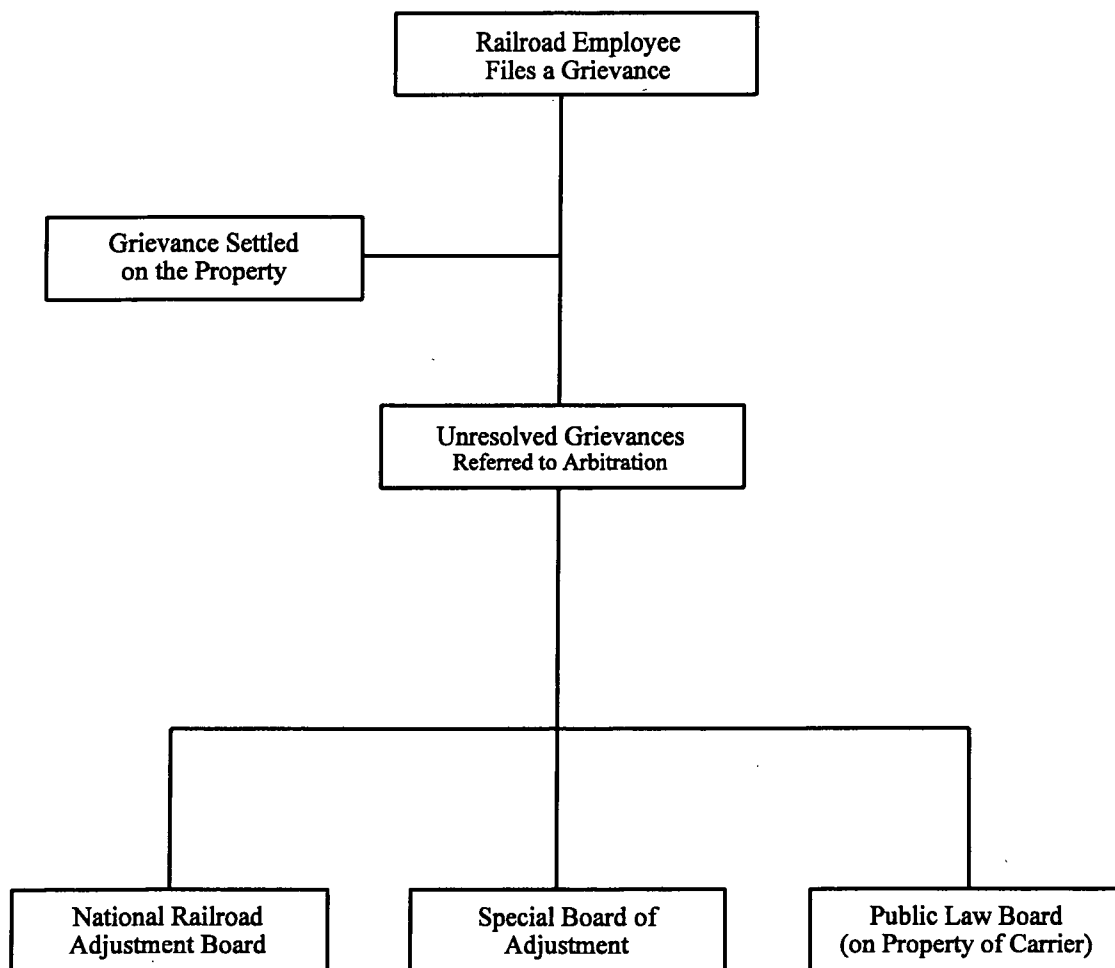 Railroad Employee
Files a Grievance
Grievance Settled
on the Property
Unresolved Grievances
Referred to Arbitration
National Railroad
Adjustment Board
Special Board of
Adjustment
Public Law Board
(on Property of Carrier)